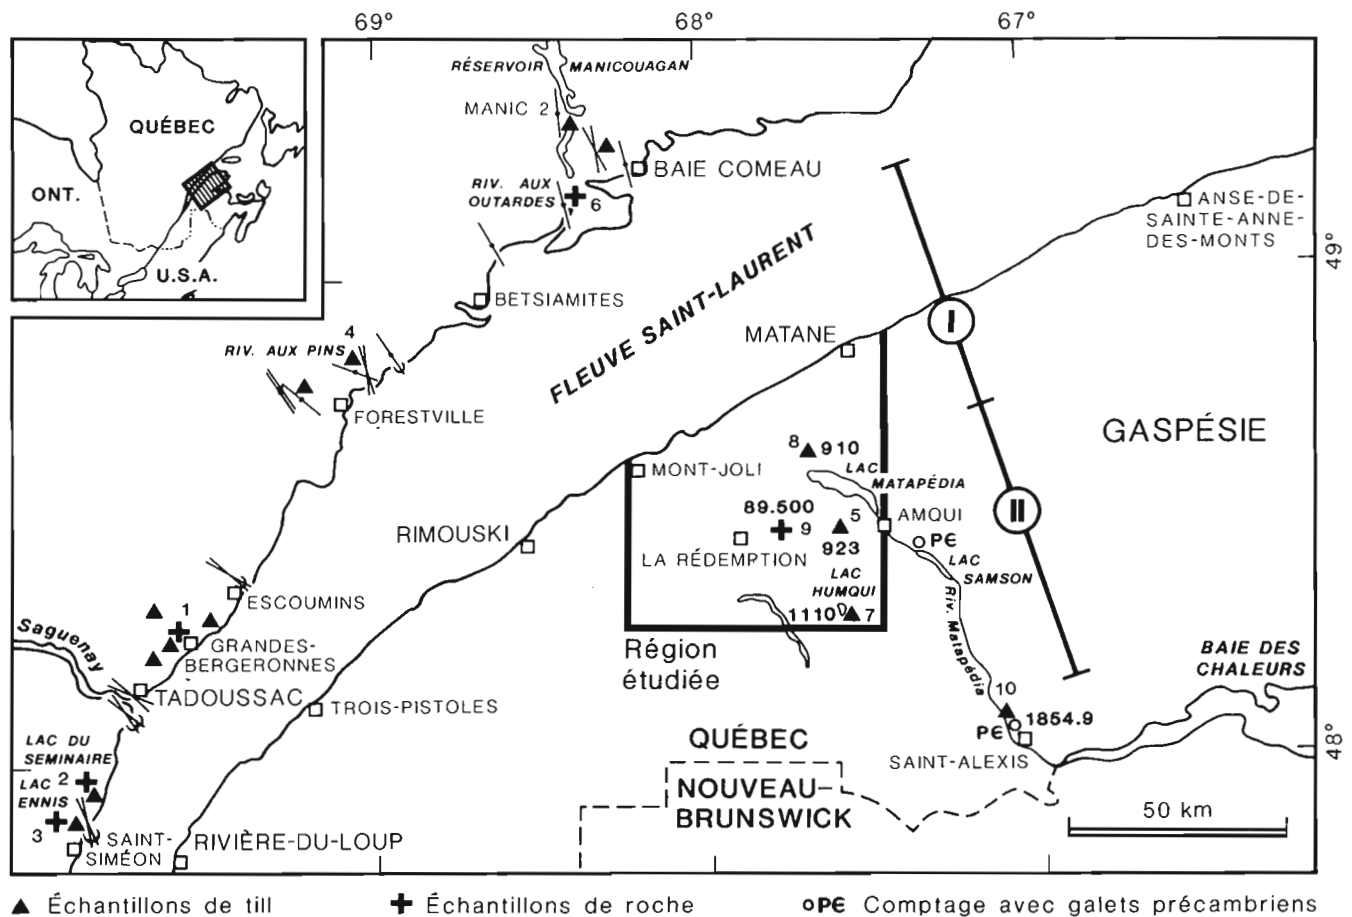 69°
68°
67°
QUÉBEC
ONT.
U.S.A.
RÉSERVOIR MANICOUAGAN
MANIC 2
BAIE COMEAU
RIV. AUX
OUTARDES
6
ANSE-DE-
SAINTE-ANNE-
DES-MONTS
49°
BETSIAMITES
FLEUVE SAINT-LAURENT
I
MATANE
4
RIV. AUX PINS
FORESTVILLE
GASPÉSIE
8 910
MONT-JOLI
LAC
MATAPÉDIA
II
89.500
9
5
AMQUI
923
RIMOUSKI
PЄ
LA RÉDEMPTION
LAC
SAMSON
LAC
HUMQUI
1110 7
Riv. Matapédia
ESCOUMINS
1
Saguenay
GRANDES-
BERGERONNES
Région
étudiée
BAIE DES
CHALEURS
TADOUSSAC
TROIS-PISTOLES
10
1854.9
PЄ
SAINT-ALEXIS
48°
LAC DU
SEMINAIRE
2
LAC
ENNIS
3
QUÉBEC
NOUVEAU-
BRUNSWICK
50 km
SAINT-
SIMÉON
RIVIÈRE-DU-LOUP
Échantillons de till
Échantillons de roche
PЄ Comptage avec galets précambriens